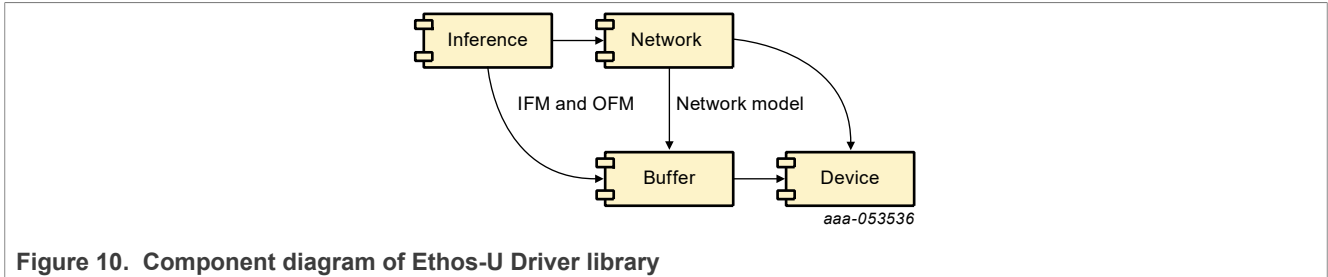 Inference
Network
IFM and OFM
Network model
Buffer
Device
aaa-053536
Figure 10. Component diagram of Ethos-U Driver library